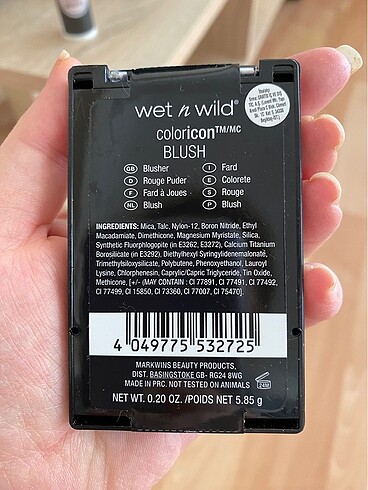 wet n wild®
coloricon™/MC
BLUSH
GB Blusher
I Fard
D Rouge Puder
E Colorete
F Fard à Joues
S Rouge
NL Blush
P Blush
INGREDIENTS: Mica, Talc, Nylon-12, Boron Nitride, Ethyl
Macadamiate, Dimethicone, Magnesium Myristate, Silica,
Synthetic Fluorphlogopite (in E3262, E3272), Calcium Titanium
Borosilicate (in E3292), Diethylhexyl Syringylidenemalonate,
Trimethylsiloxysilicate, Polybutene, Phenoxyethanol, Lauroyl
Lysine, Chlorphenesin, Caprylic/Capric Triglyceride, Tin Oxide,
Methicone, [+/- (MAY CONTAIN : CI 77891, CI 77491, CI 77492,
CI 77499, CI 15850, CI 73360, CI 77007, CI 75470].
4 049775 532725
MARKWINS BEAUTY PRODUCTS,
DIST. BASINGSTOKE GB- RG24 8WG
MADE IN PRC. NOT TESTED ON ANIMALS
24M
NET WT. 0.20 OZ. /POIDS NET 5.85 g